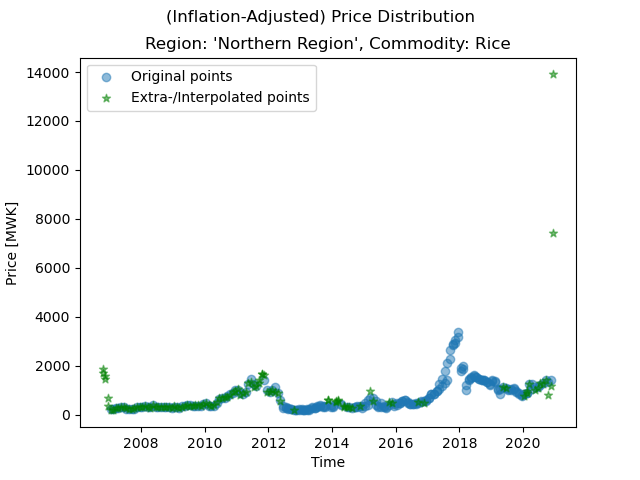 (Inflation-Adjusted) Price Distribution
Region: 'Northern Region', Commodity: Rice
Original points
Extra-/Interpolated points
14000
12000
10000
8000
6000
4000
2000
0
Price [MWK]
2008 2010 2012 2014 2016 2018 2020
Time